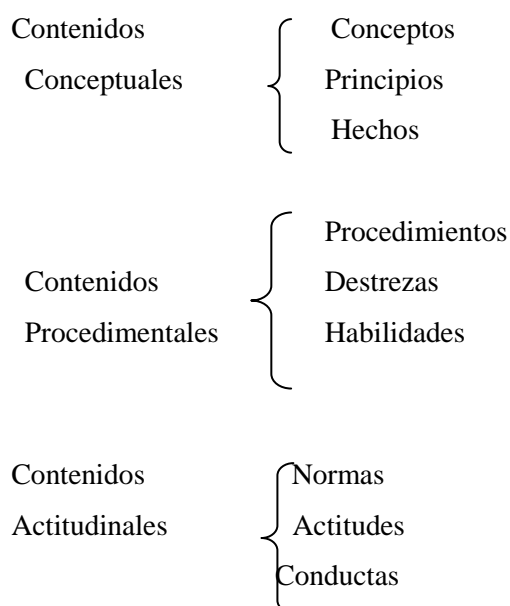 Contenidos
Conceptuales
Conceptos
Principios
Hechos
Contenidos
Procedimentales
Procedimientos
Destrezas
Habilidades
Contenidos
Actitudinales
Normas
Actitudes
Conductas